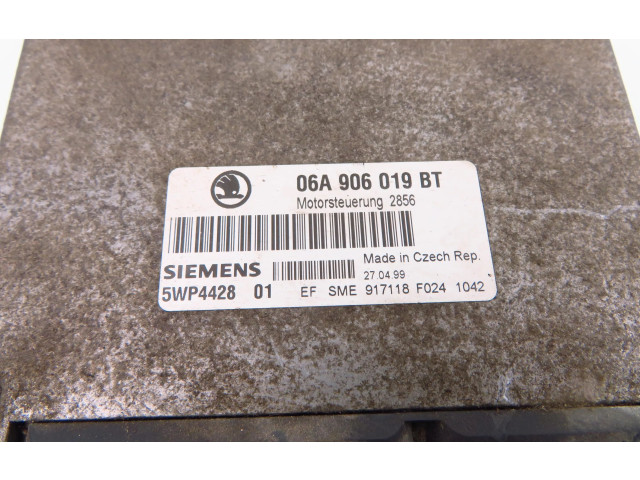 06A 906 019 BT
Motorsteuerung 2856
Made in Czech Rep.
SIEMENS
27.04.99
5WP4428 01 EF SME 917118 F024 1042